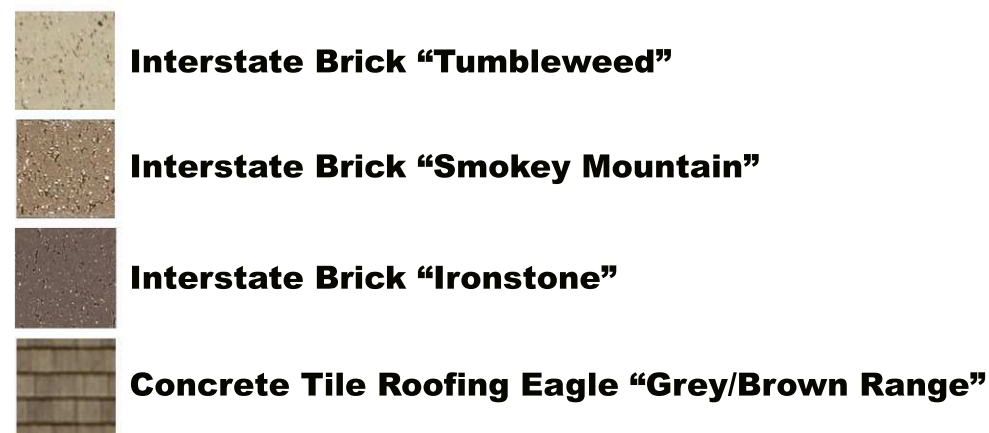 Interstate Brick “Tumbleweed”
Interstate Brick “Smokey Mountain”
Interstate Brick “Ironstone”
Concrete Tile Roofing Eagle “Grey/Brown Range”